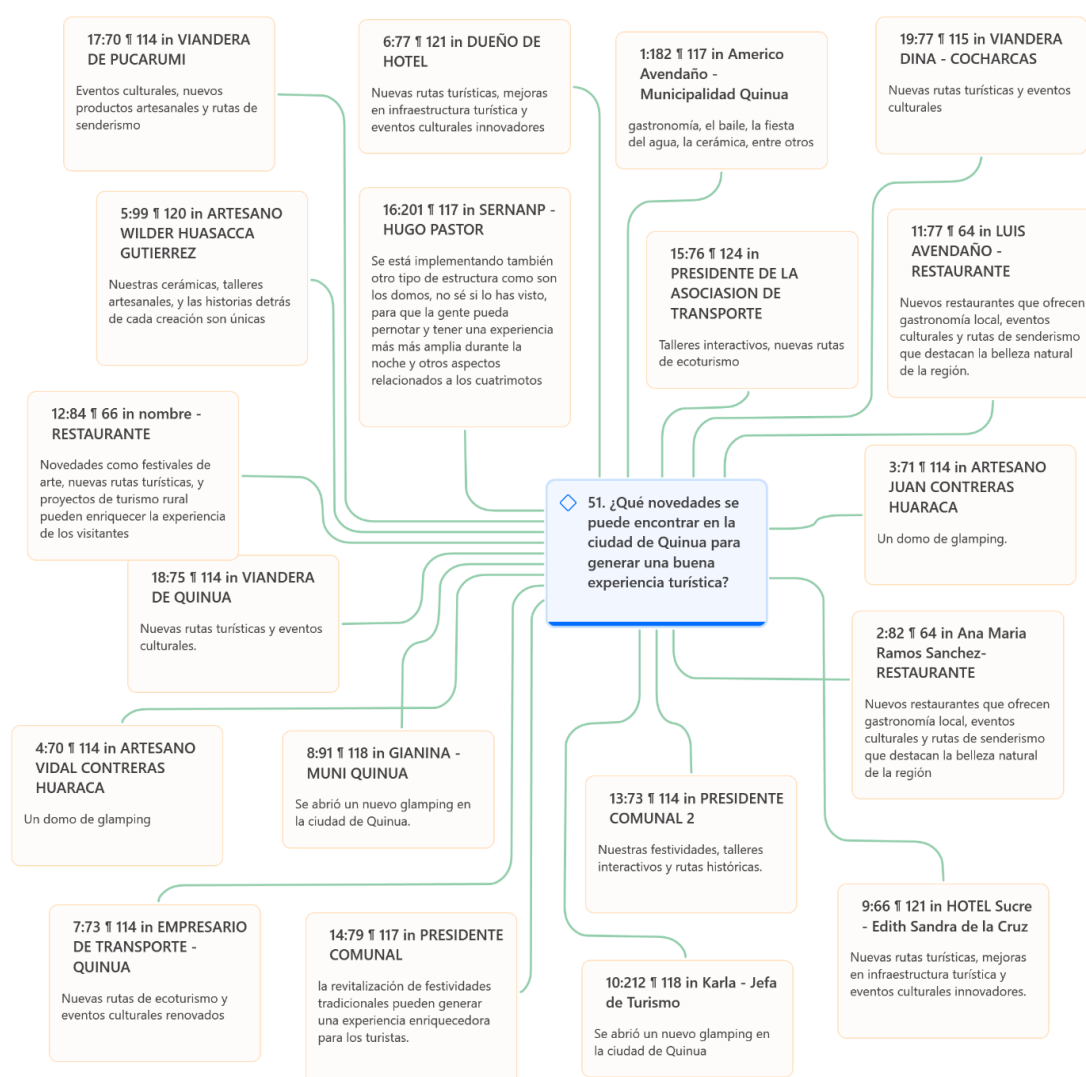 17:70 ¶ 114 in VIANDERA
DE PUCARUMI
Eventos culturales, nuevos
productos artesanales y rutas de
senderismo
6:77 ¶ 121 in DUEÑO DE
HOTEL
Nuevas rutas turísticas, mejoras
en infraestructura turística y
eventos culturales innovadores
1:182 ¶ 117 in Americo
Avendaño -
Municipalidad Quinua
gastronomía, el baile, la fiesta
del agua, la cerámica, entre otros
19:77 ¶ 115 in VIANDERA
DINA - COCHARCAS
Nuevas rutas turísticas y eventos
culturales
5:99 ¶ 120 in ARTESANO
WILDER HUASACCA
GUTIERREZ
Nuestras cerámicas, talleres
artesanales, y las historias detrás
de cada creación son únicas
16:201 ¶ 117 in SERNANP -
HUGO PASTOR
Se está implementando también
otro tipo de estructura como son
los domos, no sé si lo has visto,
para que la gente pueda
pernotar y tener una experiencia
más más amplia durante la
noche y otros aspectos
relacionados a los cuatrimotos
15:76 ¶ 124 in
PRESIDENTE DE LA
ASOCIASION DE
TRANSPORTE
Talleres interactivos, nuevas rutas
de ecoturismo
11:77 ¶ 64 in LUIS
AVENDAÑO -
RESTAURANTE
Nuevos restaurantes que ofrecen
gastronomía local, eventos
culturales y rutas de senderismo
que destacan la belleza natural
de la región.
12:84 ¶ 66 in nombre -
RESTAURANTE
Novedades como festivales de
arte, nuevas rutas turísticas, y
proyectos de turismo rural
pueden enriquecer la experiencia
de los visitantes
51. ¿Qué novedades se
puede encontrar en la
ciudad de Quinua para
generar una buena
experiencia turística?
3:71 ¶ 114 in ARTESANO
JUAN CONTRERAS
HUARACA
Un domo de glamping.
18:75 ¶ 114 in VIANDERA
DE QUINUA
Nuevas rutas turísticas y eventos
culturales.
2:82 ¶ 64 in Ana Maria
Ramos Sanchez-
RESTAURANTE
Nuevos restaurantes que ofrecen
gastronomía local, eventos
culturales y rutas de senderismo
que destacan la belleza natural
de la región
4:70 ¶ 114 in ARTESANO
VIDAL CONTRERAS
HUARACA
Un domo de glamping
8:91 ¶ 118 in GIANINA -
MUNI QUINUA
Se abrió un nuevo glamping en
la ciudad de Quinua.
13:73 ¶ 114 in PRESIDENTE
COMUNAL 2
Nuestras festividades, talleres
interactivos y rutas históricas.
9:66 ¶ 121 in HOTEL Sucre
- Edith Sandra de la Cruz
Nuevas rutas turísticas, mejoras
en infraestructura turística y
eventos culturales innovadores.
7:73 ¶ 114 in EMPRESARIO
DE TRANSPORTE -
QUINUA
Nuevas rutas de ecoturismo y
eventos culturales renovados
14:79 ¶ 117 in PRESIDENTE
COMUNAL
la revitalización de festividades
tradicionales pueden generar
una experiencia enriquecedora
para los turistas.
10:212 ¶ 118 in Karla - Jefa
de Turismo
Se abrió un nuevo glamping en
la ciudad de Quinua